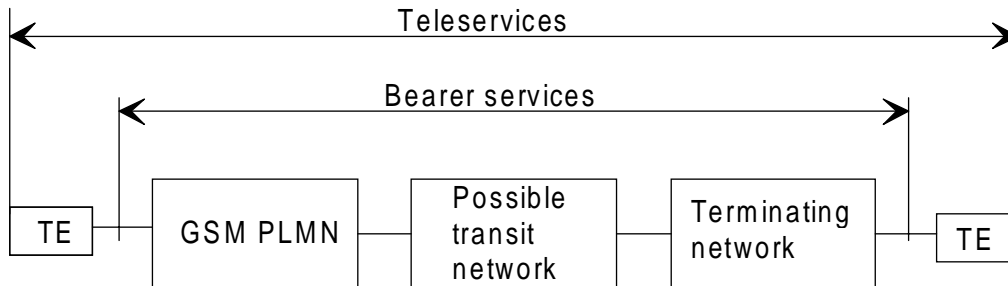 Teleservices
Bearer services
TE
GSM PLMN
Possible
transit
network
Terminating
network
TE